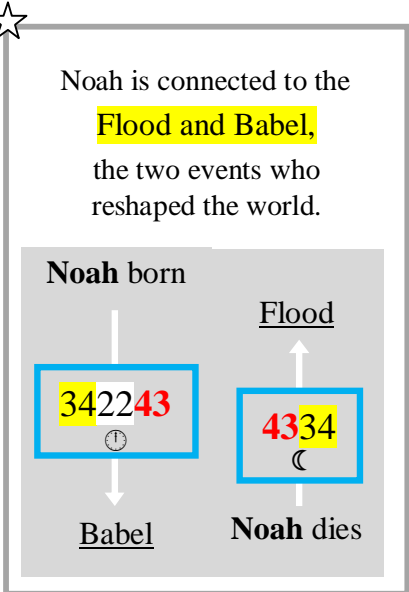 Noah is connected to the
Flood and Babel,
the two events who
reshaped the world.
Noah born
342243
Babel
Flood
4334
Noah dies